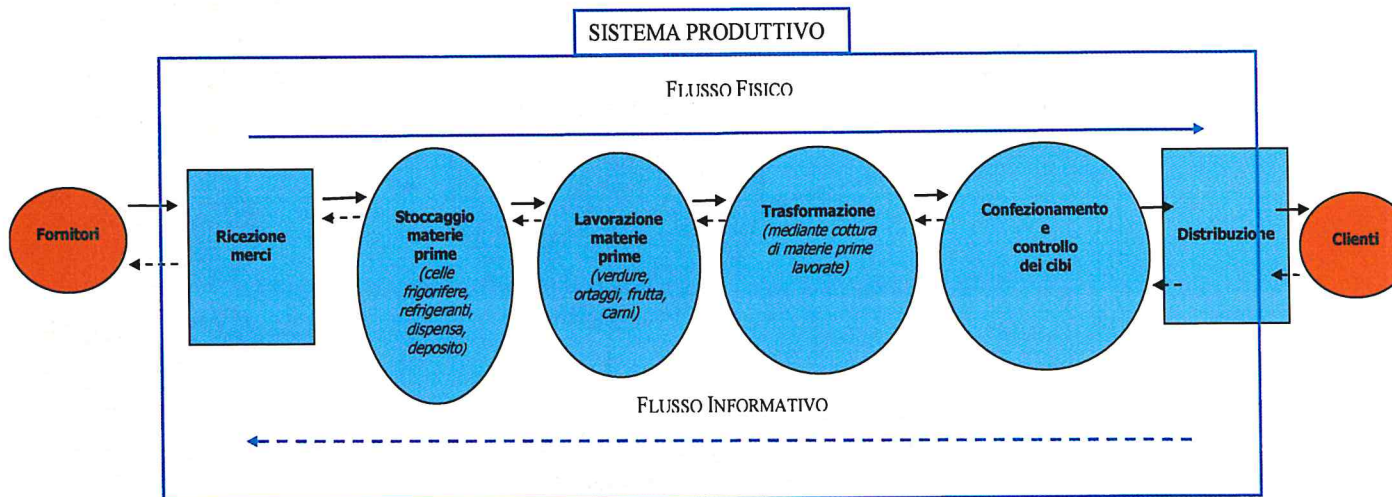 SISTEMA PRODUTTIVO
FLUSSO FISICO
Fornitori
Ricezione
merci
Stoccaggio
materie
prime
(celle
frigorifere,
refrigeranti,
dispensa,
deposito)
Lavorazione
materie
prime
(verdure,
ortaggi, frutta,
carni)
Trasformazione
(mediante cottura
di materie prime
lavorate)
Confezionamento
e
controllo
dei cibi
Distribuzione
Clienti
FLUSSO INFORMATIVO